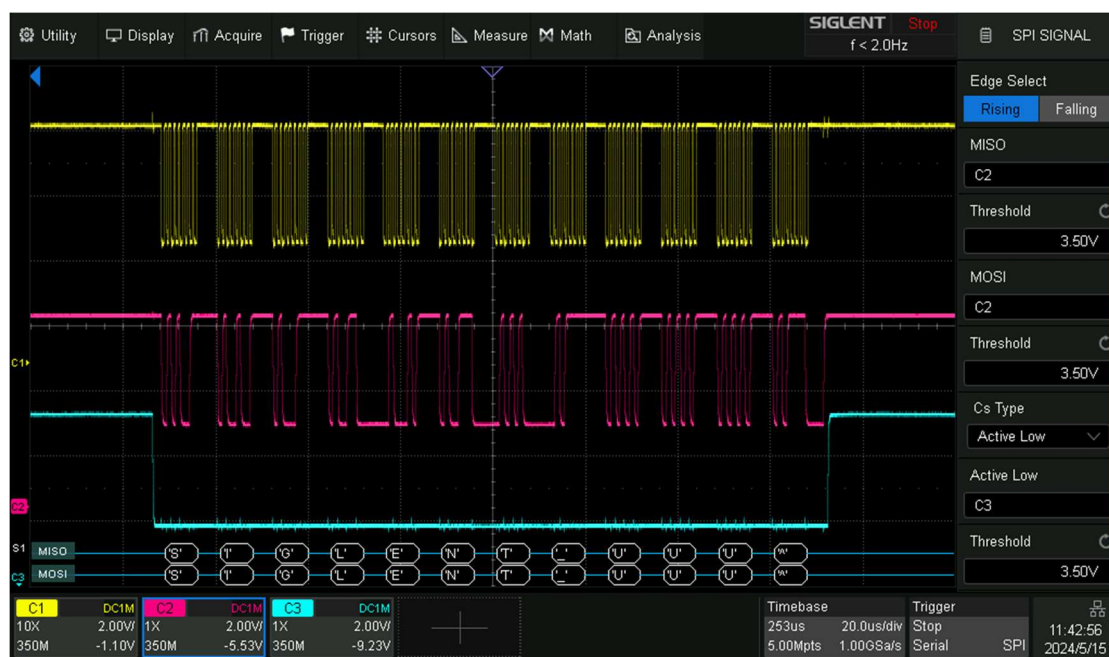 Utility Display Acquire Trigger Cursors Measure Math Analysis SIGLENT Stop
f < 2.0Hz
SPI SIGNAL
Edge Select
Rising Falling
MISO
C2
Threshold
3.50V
MOSI
C2
Threshold
3.50V
Cs Type
Active Low
Active Low
C3
Threshold
3.50V
C1
C2
S1 MISO 'S' 'I' 'G' 'L' 'E' 'N' 'T' '_' 'U' 'U' 'U' '^'
C3 MOSI 'S' 'I' 'G' 'L' 'E' 'N' 'T' '_' 'U' 'U' 'U' '^'
C1 DC1M
10X 2.00V/
350M -1.10V
C2 DC1M
1X 2.00V/
350M -5.53V
C3 DC1M
1X 2.00V/
350M -9.23V
Timebase
253us 20.0us/div
5.00Mpts 1.00GSa/s
Trigger
Stop
Serial SPI
11:42:56
2024/5/15